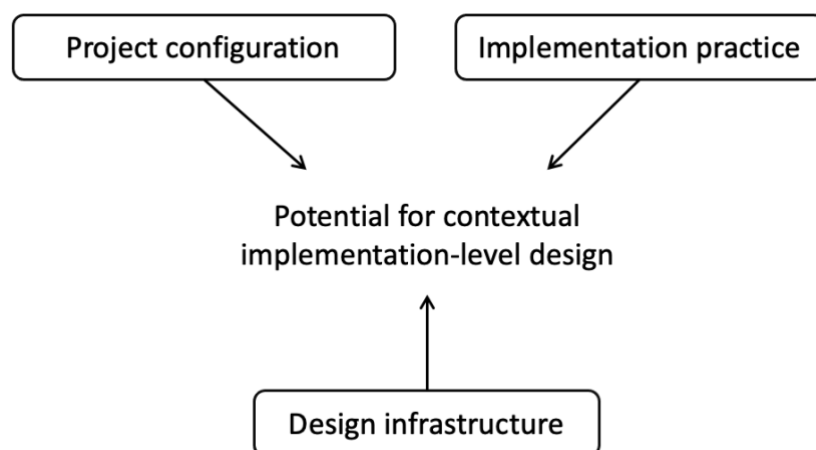 Project configuration
Implementation practice
Potential for contextual
implementation-level design
Design infrastructure